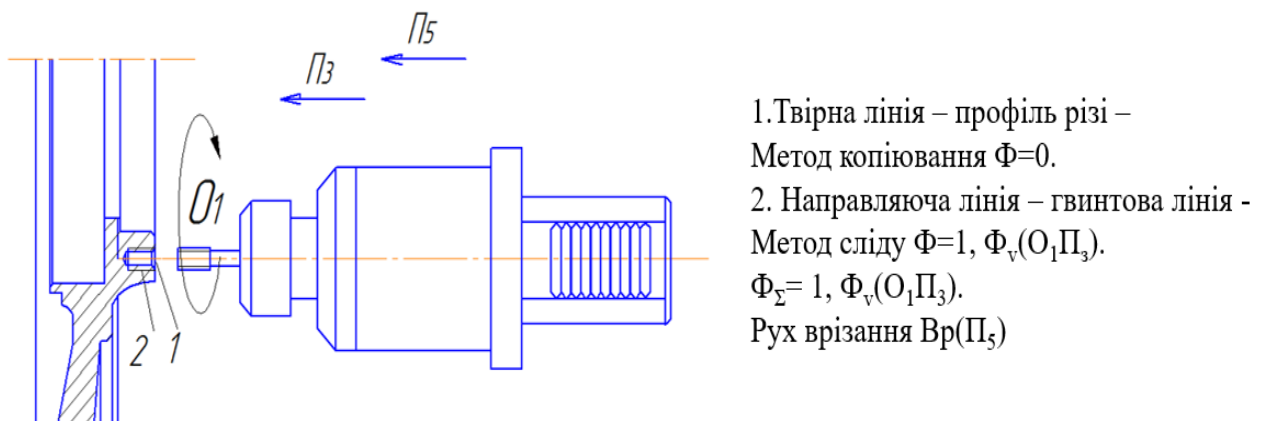 П5
П3
О1
2 1
1.Твірна лінія – профіль різі –
Метод копіювання Ф=0.
2. Направляюча лінія – гвинтова лінія -
Метод сліду Ф=1, Фᵥ(О₁П₃).
Ф_Σ= 1, Фᵥ(О₁П₃).
Рух врізання Вр(П₅)